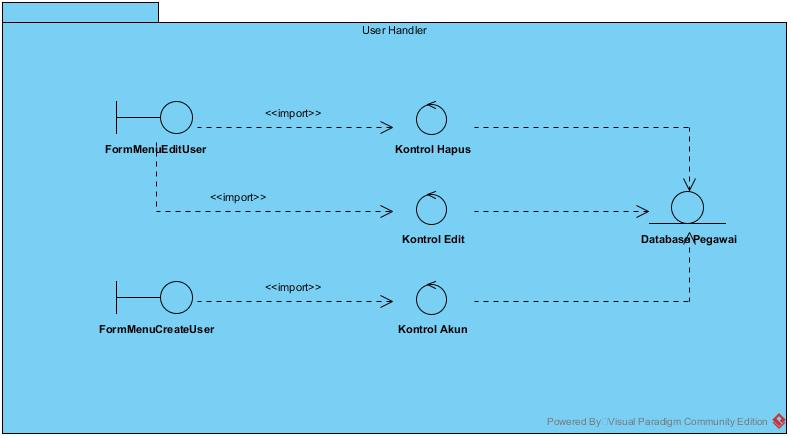 User Handler
<<import>>
FormMenuEditUser
Kontrol Hapus
<<import>>
Kontrol Edit
Database Pegawai
<<import>>
FormMenuCreateUser
Kontrol Akun
Powered By Visual Paradigm Community Edition